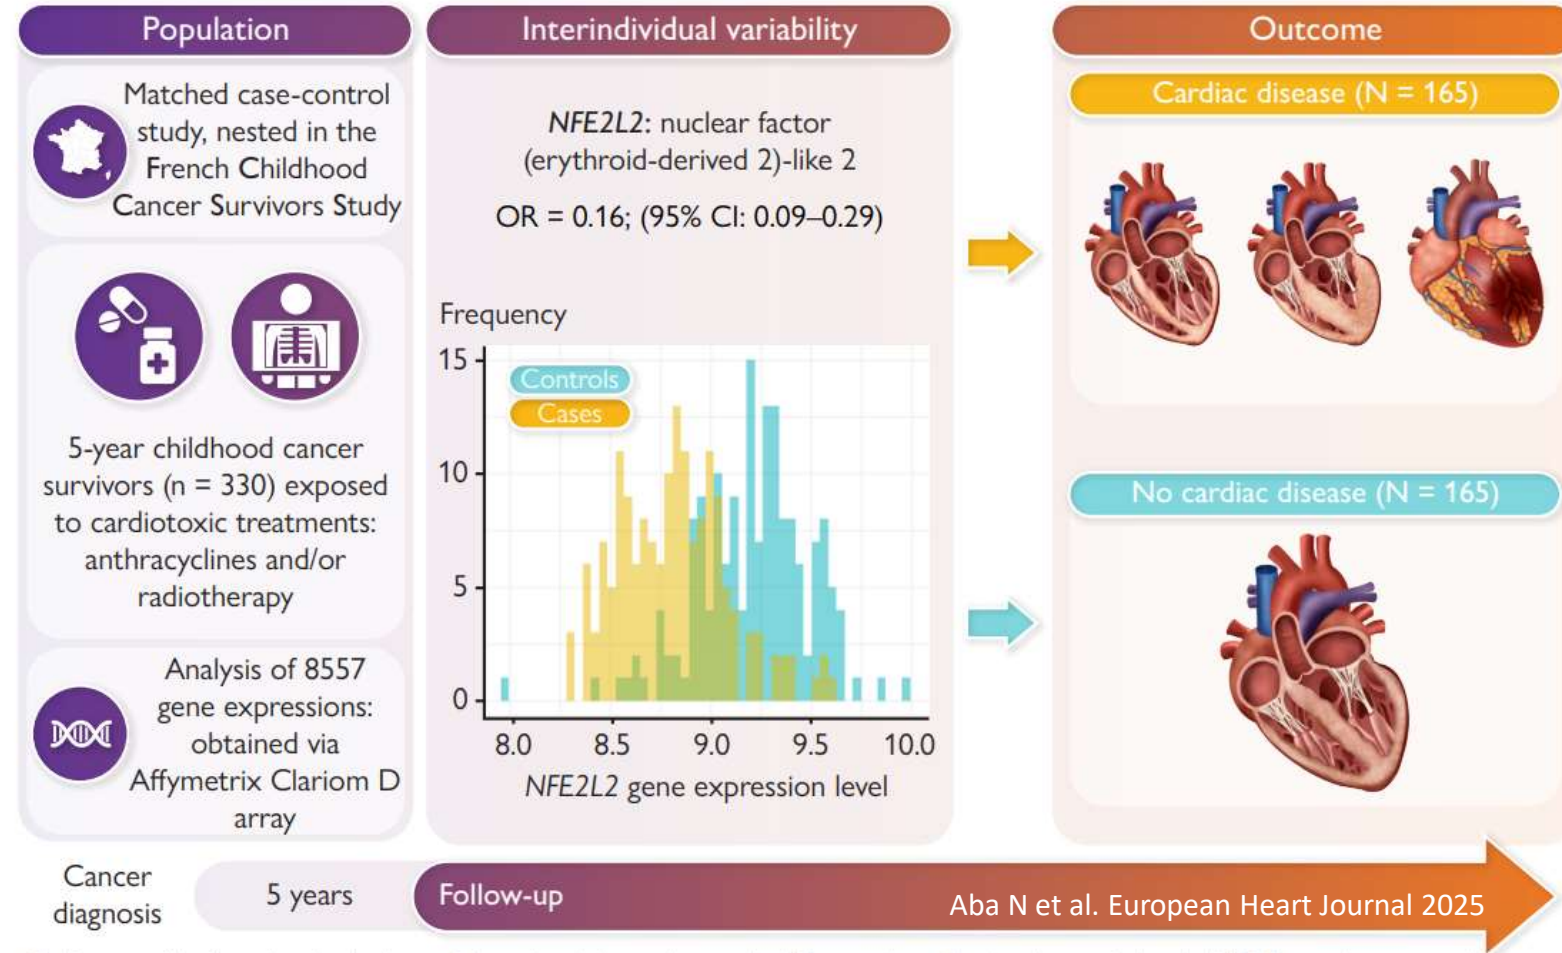 Population
Matched case-control
study, nested in the
French Childhood
Cancer Survivors Study
5-year childhood cancer
survivors (n = 330) exposed
to cardiotoxic treatments:
anthracyclines and/or
radiotherapy
Analysis of 8557
gene expressions:
obtained via
Affymetrix Clariom D
array
Interindividual variability
NFE2L2: nuclear factor
(erythroid-derived 2)-like 2
OR = 0.16; (95% CI: 0.09–0.29)
Frequency
15
10
5
0
Controls
Cases
8.0 8.5 9.0 9.5 10.0
NFE2L2 gene expression level
Outcome
Cardiac disease (N = 165)
No cardiac disease (N = 165)
Cancer
diagnosis
5 years
Follow-up
Aba N et al. European Heart Journal 2025